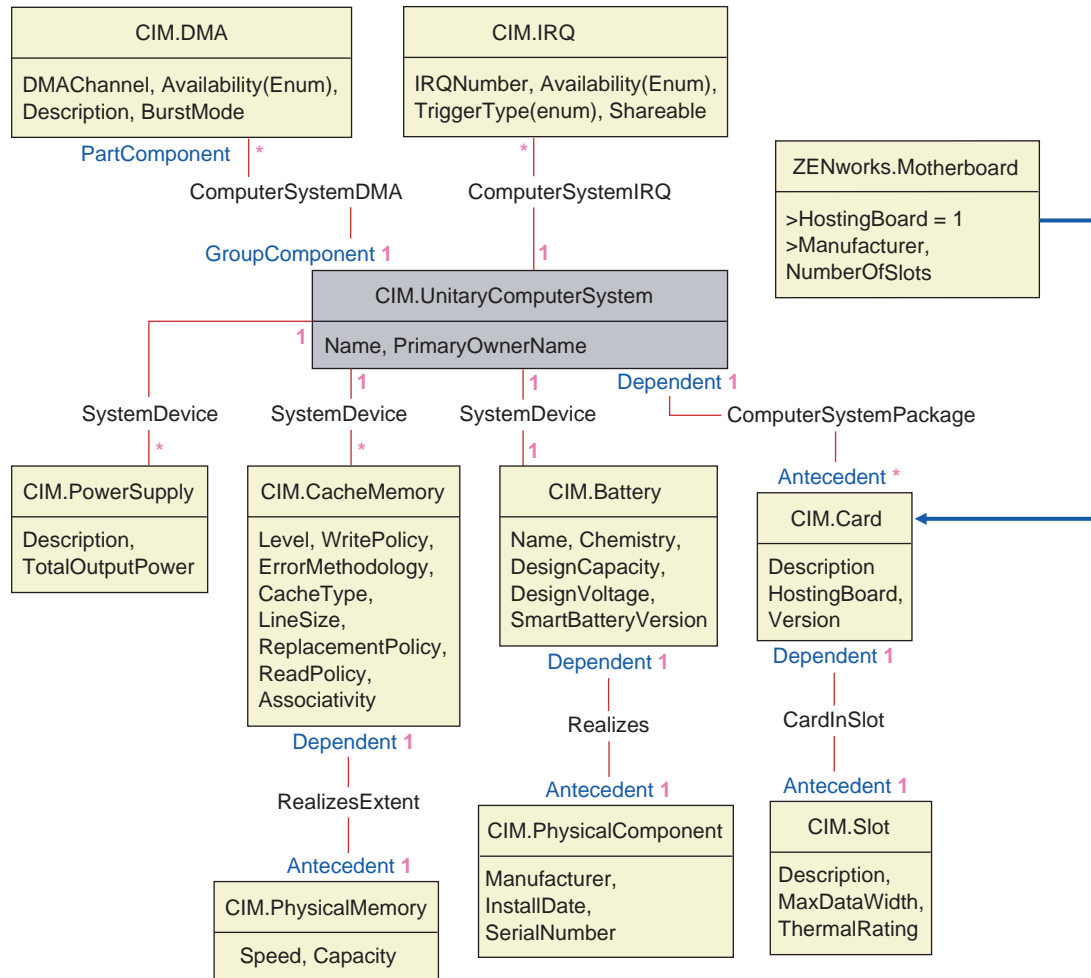 CIM.DMA
DMAChannel, Availability(Enum),
Description, BurstMode
CIM.IRQ
IRQNumber, Availability(Enum),
TriggerType(enum), Shareable
PartComponent *
*
ComputerSystemDMA
ComputerSystemIRQ
GroupComponent 1
1
ZENworks.Motherboard
>HostingBoard = 1
>Manufacturer,
NumberOfSlots
CIM.UnitaryComputerSystem
Name, PrimaryOwnerName
1
1
1
Dependent 1
SystemDevice
SystemDevice
SystemDevice
ComputerSystemPackage
*
*
1
Antecedent *
CIM.PowerSupply
Description,
TotalOutputPower
CIM.CacheMemory
Level, WritePolicy,
ErrorMethodology,
CacheType,
LineSize,
ReplacementPolicy,
ReadPolicy,
Associativity
CIM.Battery
Name, Chemistry,
DesignCapacity,
DesignVoltage,
SmartBatteryVersion
CIM.Card
Description
HostingBoard,
Version
Dependent 1
Dependent 1
Dependent 1
RealizesExtent
Realizes
CardInSlot
Antecedent 1
Antecedent 1
Antecedent 1
CIM.PhysicalMemory
Speed, Capacity
CIM.PhysicalComponent
Manufacturer,
InstallDate,
SerialNumber
CIM.Slot
Description,
MaxDataWidth,
ThermalRating